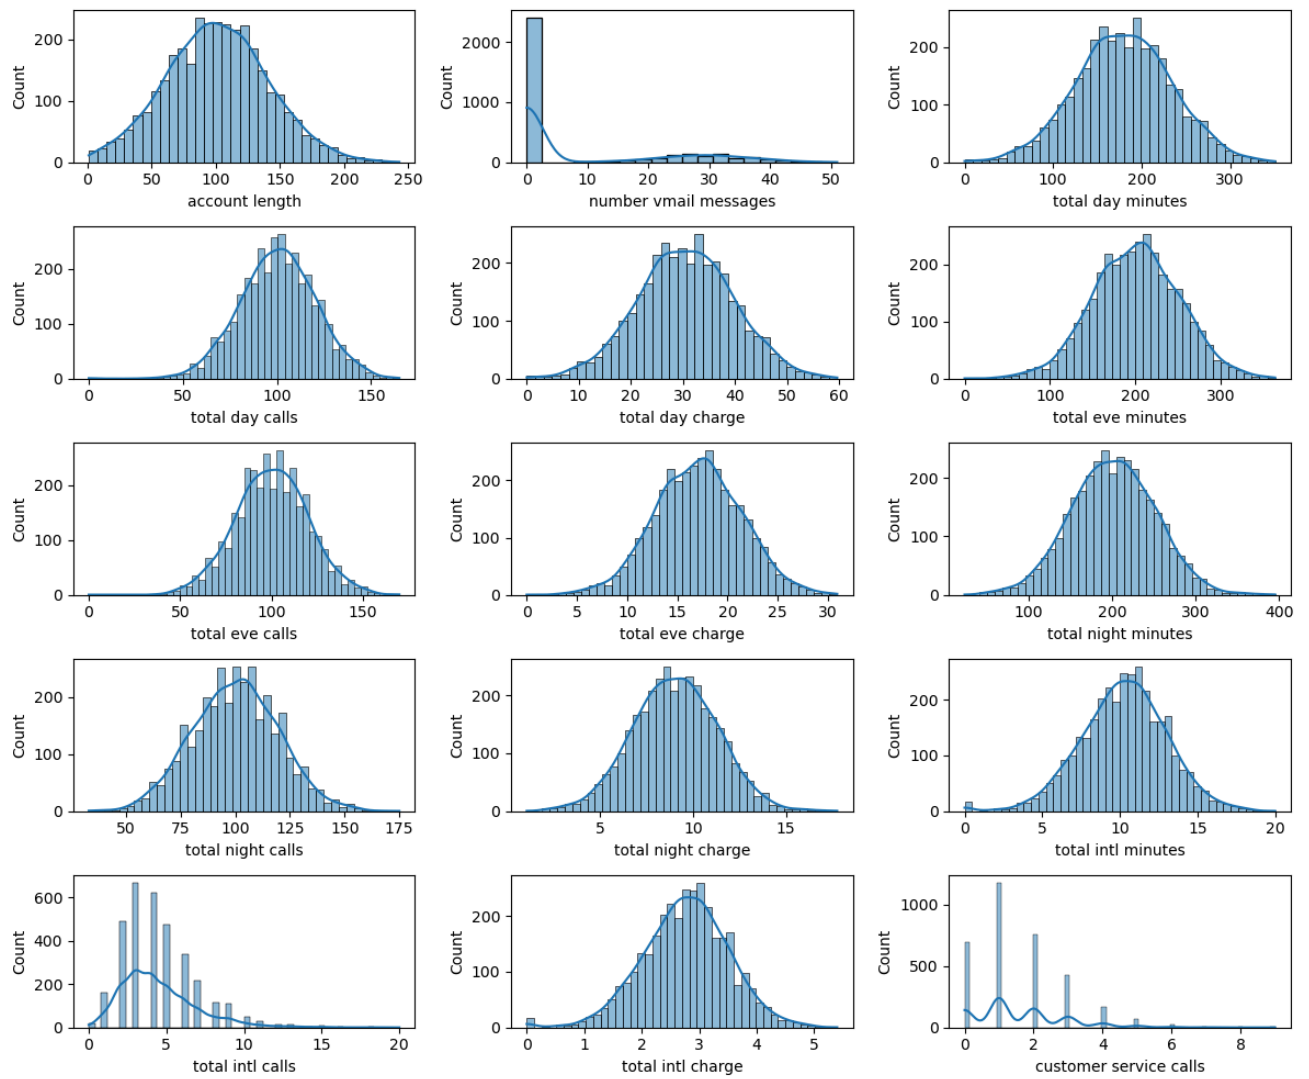 Count
200
100
0
0 50 100 150 200 250
account length
Count
2000
1000
0
0 10 20 30 40 50
number vmail messages
Count
200
100
0
0 100 200 300
total day minutes
Count
200
100
0
0 50 100 150
total day calls
Count
200
100
0
0 10 20 30 40 50 60
total day charge
Count
200
100
0
0 100 200 300
total eve minutes
Count
200
100
0
0 50 100 150
total eve calls
Count
200
100
0
0 5 10 15 20 25 30
total eve charge
Count
200
100
0
100 200 300 400
total night minutes
Count
200
100
0
50 75 100 125 150 175
total night calls
Count
200
100
0
5 10 15
total night charge
Count
200
100
0
0 5 10 15 20
total intl minutes
Count
600
400
200
0
0 5 10 15 20
total intl calls
Count
200
100
0
0 1 2 3 4 5
total intl charge
Count
1000
500
0
0 2 4 6 8
customer service calls